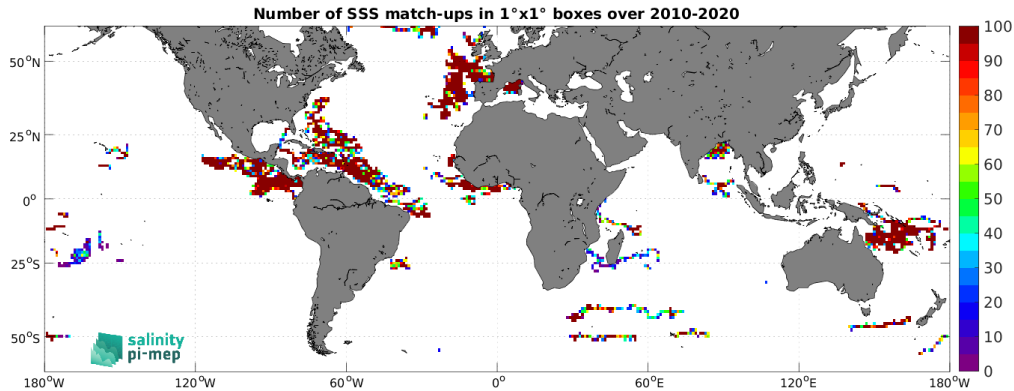 Number of SSS match-ups in 1°x1° boxes over 2010-2020
50°N
25°N
0°
25°S
50°S
180°W
120°W
60°W
0°
60°E
120°E
180°W
100
90
80
70
60
50
40
30
20
10
0
salinity
pi-mep